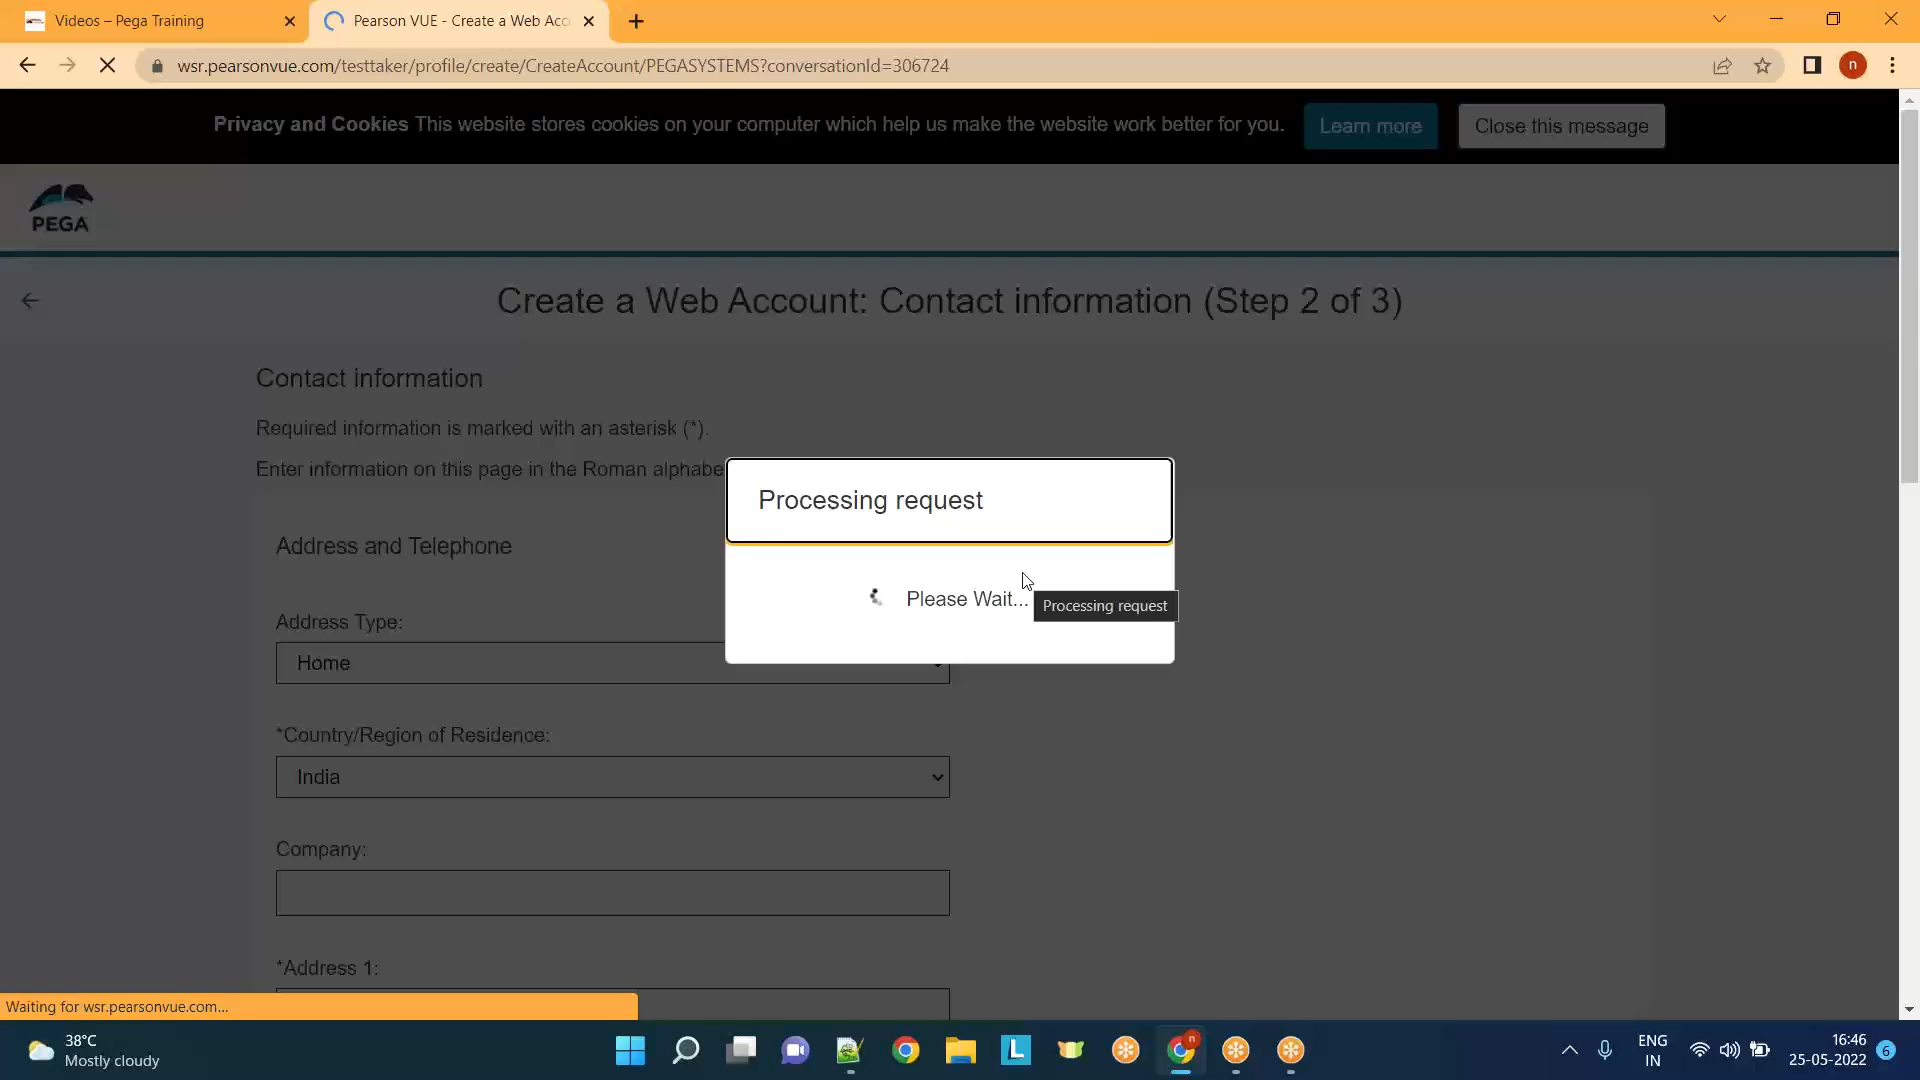 Videos – Pega Training
Pearson VUE - Create a Web Acc
wsr.pearsonvue.com/testtaker/profile/create/CreateAccount/PEGASYSTEMS?conversationId=306724
n
Privacy and Cookies This website stores cookies on your computer which help us make the website work better for you.
Learn more
Close this message
PEGA
Create a Web Account: Contact information (Step 2 of 3)
Contact information
Required information is marked with an asterisk (*).
Enter information on this page in the Roman alphabe
Processing request
Please Wait...
Processing request
Address and Telephone
Address Type:
Home
*Country/Region of Residence:
India
Company:
*Address 1:
Waiting for wsr.pearsonvue.com...
38°C
Mostly cloudy
L
n
ENG
IN
16:46
25-05-2022
6